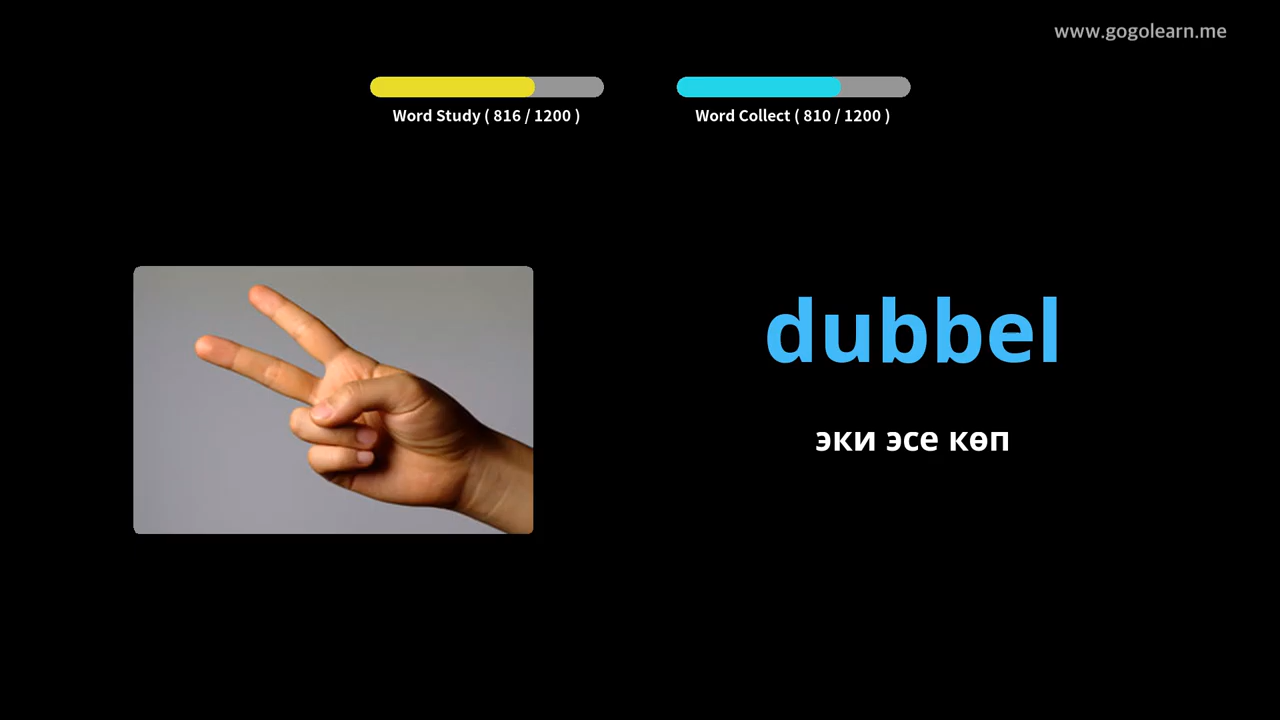 www.gogolearn.me
Word Study ( 816 / 1200 )
Word Collect ( 810 / 1200 )
dubbel
эки эсе көп